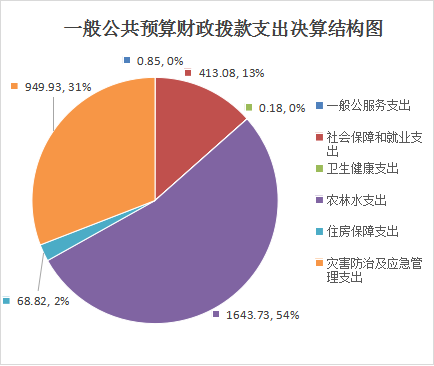 一般公共预算财政拨款支出决算结构图
0.85, 0%
413.08, 13%
0.18, 0%
949.93, 31%
68.82, 2%
1643.73, 54%
一般公服务支出
社会保障和就业支
出
卫生健康支出
农林水支出
住房保障支出
灾害防治及应急管
理支出